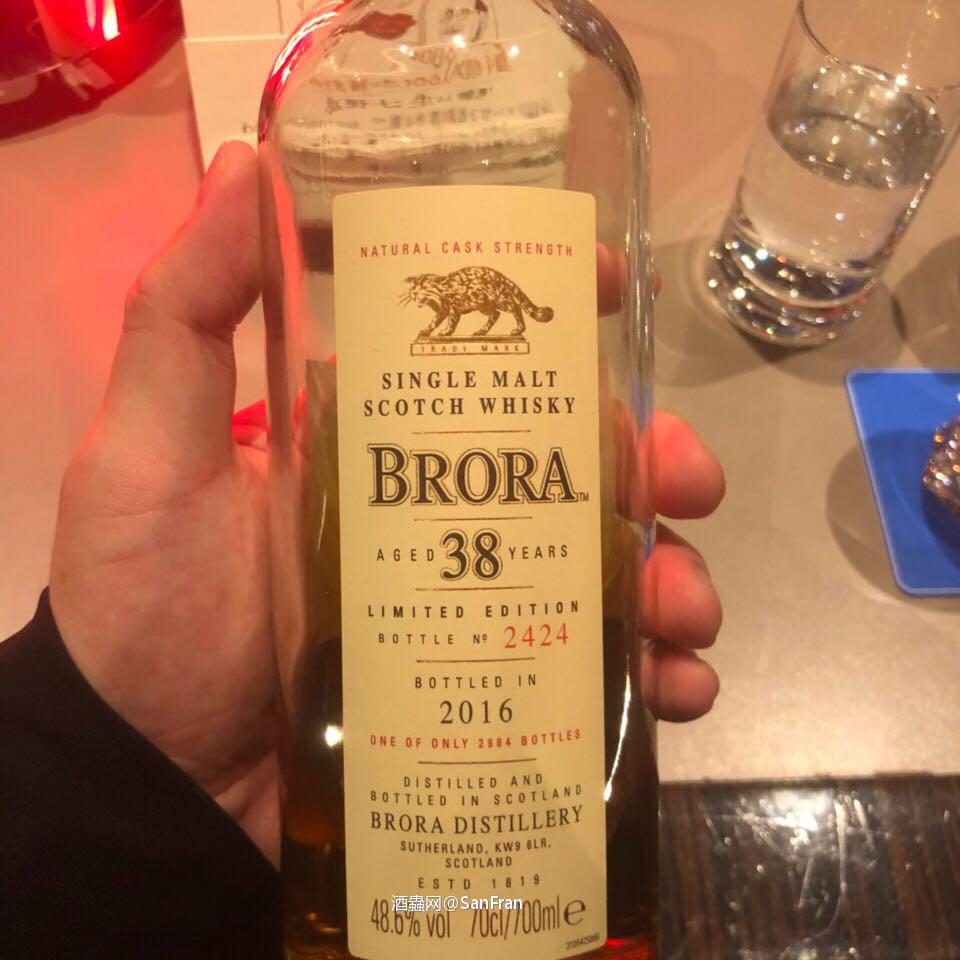 NATURAL CASK STRENGTH
TRADE MARK
SINGLE MALT
SCOTCH WHISKY
BRORA™
AGED 38 YEARS
LIMITED EDITION
BOTTLE Nº 2424
BOTTLED IN
2016
ONE OF ONLY 2984 BOTTLES
DISTILLED AND
BOTTLED IN SCOTLAND
BRORA DISTILLERY
SUTHERLAND, KW9 6LR,
SCOTLAND
ESTD 1819
酒蟲网@SanFran
48.6% vol 70cl/700ml e